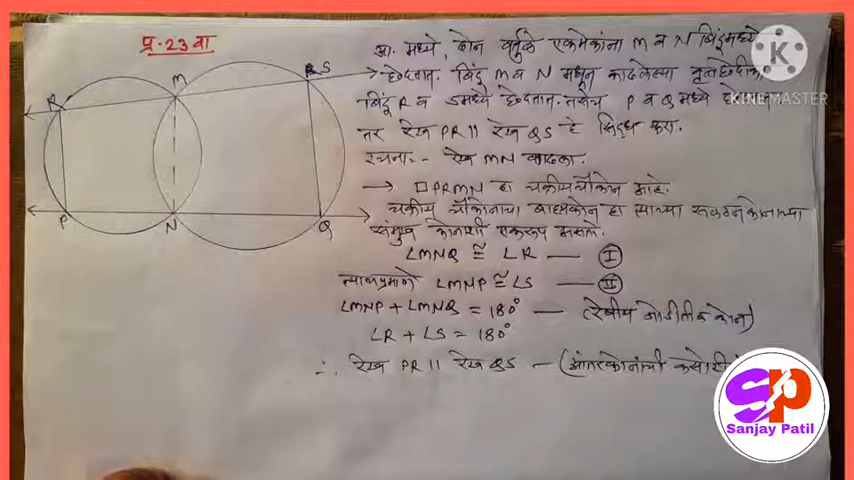 प्र. 23 वा
आ. मध्ये, दोन वर्तुळे एकमेकांना M व N बिंदूमध्ये
छेदतात. बिंदू M व N मधून काढलेल्या वृत्तछेदिका
बिंदू R व S मध्ये छेदतात. तसेच P व Q मध्ये
तर रेख PR || रेख QS हे सिद्ध करा.
रचना:- रेख MN काढला.
→ □PRMN हा चक्रीय चौकोन आहे.
चक्रीय चौकोनाचा बाह्यकोन हा त्याच्या संलग्न कोनाच्या
संमुख कोनाशी एकरूप असतो.
∠MNQ ≅ ∠R — I
त्याचप्रमाणे ∠MNP ≅ ∠S — II
∠MNP + ∠MNQ = 180° — (रेषीय जोडीतील कोन)
∠R + ∠S = 180°
∴ रेख PR || रेख QS — (आंतरकोनांची कसोटी
R
M
S
P
N
Q
K
KINEMASTER
SP
Sanjay Patil